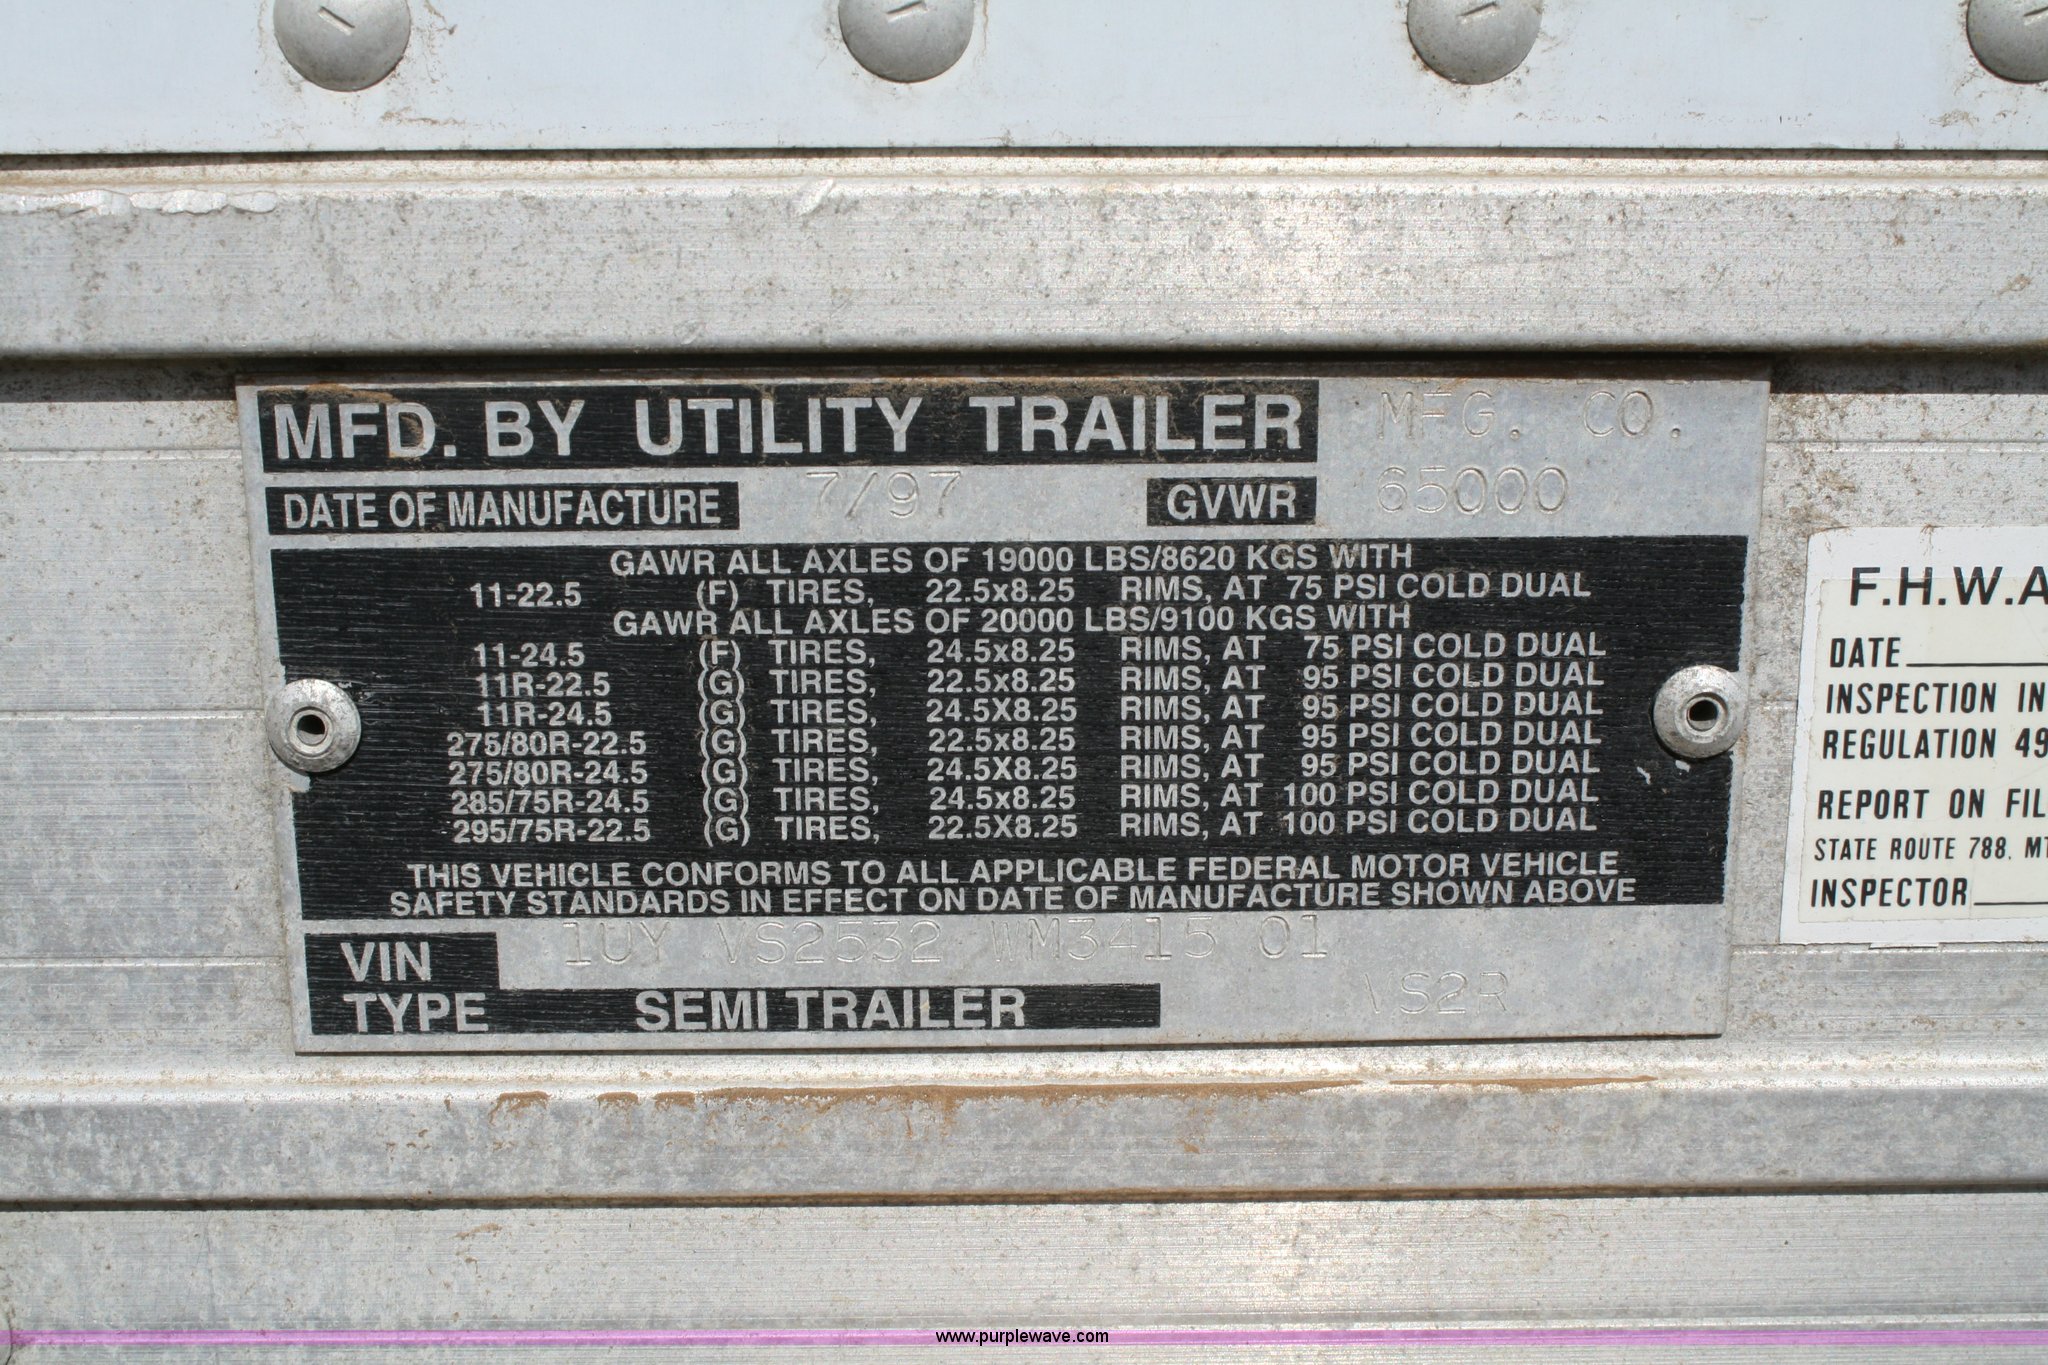 MFD. BY UTILITY TRAILER MFG. CO.
DATE OF MANUFACTURE 7/97 GVWR 65000
GAWR ALL AXLES OF 19000 LBS/8620 KGS WITH
11-22.5 (F) TIRES, 22.5x8.25 RIMS, AT 75 PSI COLD DUAL
GAWR ALL AXLES OF 20000 LBS/9100 KGS WITH
11-24.5 (F) TIRES, 24.5x8.25 RIMS, AT 75 PSI COLD DUAL
11R-22.5 (G) TIRES, 22.5x8.25 RIMS, AT 95 PSI COLD DUAL
11R-24.5 (G) TIRES, 24.5X8.25 RIMS, AT 95 PSI COLD DUAL
275/80R-22.5 (G) TIRES, 22.5x8.25 RIMS, AT 95 PSI COLD DUAL
275/80R-24.5 (G) TIRES, 24.5X8.25 RIMS, AT 95 PSI COLD DUAL
285/75R-24.5 (G) TIRES, 24.5x8.25 RIMS, AT 100 PSI COLD DUAL
295/75R-22.5 (G) TIRES, 22.5X8.25 RIMS, AT 100 PSI COLD DUAL
THIS VEHICLE CONFORMS TO ALL APPLICABLE FEDERAL MOTOR VEHICLE
SAFETY STANDARDS IN EFFECT ON DATE OF MANUFACTURE SHOWN ABOVE
VIN 1UY VS2532 WM3415 01
TYPE SEMI TRAILER VS2R
F.H.W.A
DATE
INSPECTION IN
REGULATION 49
REPORT ON FIL
STATE ROUTE 788, MT
INSPECTOR
www.purplewave.com